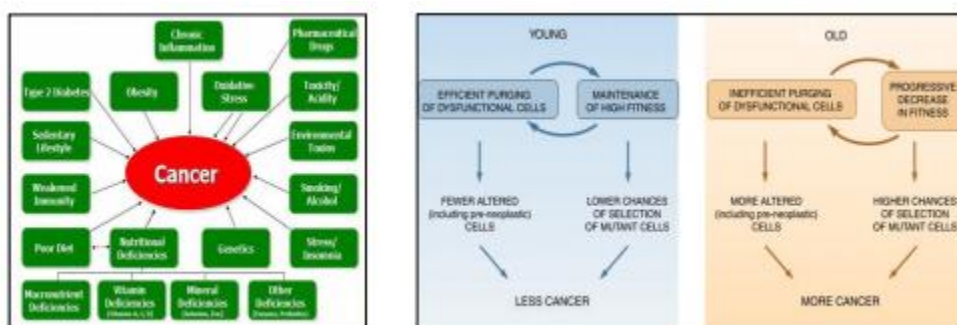 Chronic
Inflammation
Pharmaceutical
Drugs
Type 2 Diabetes
Obesity
Oxidative
Stress
Toxicity/
Acidity
Sedentary
Lifestyle
Environmental
Toxins
Cancer
Weakened
Immunity
Smoking/
Alcohol
Poor Diet
Nutritional
Deficiencies
Genetics
Stress/
Insomnia
Macronutrient
Deficiencies
Vitamin
Deficiencies
Mineral
Deficiencies
Other
Deficiencies
YOUNG
EFFICIENT PURGING
OF DYSFUNCTIONAL CELLS
MAINTENANCE
OF HIGH FITNESS
FEWER ALTERED
(including pre-neoplastic)
CELLS
LOWER CHANCES
OF SELECTION
OF MUTANT CELLS
LESS CANCER
OLD
INEFFICIENT PURGING
OF DYSFUNCTIONAL CELLS
PROGRESSIVE
DECREASE
IN FITNESS
MORE ALTERED
(including pre-neoplastic)
CELLS
HIGHER CHANCES
OF SELECTION
OF MUTANT CELLS
MORE CANCER